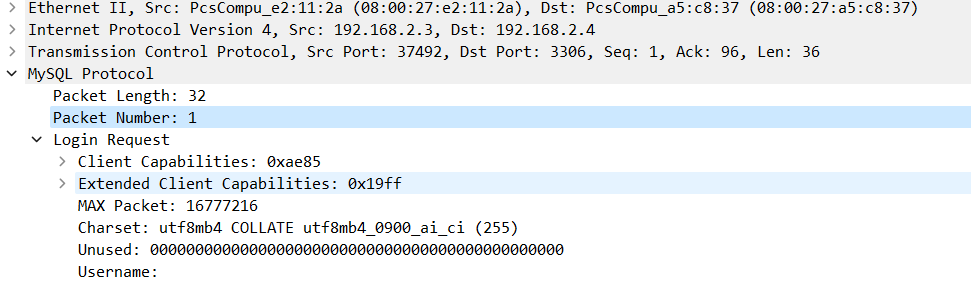 Ethernet II, Src: PcsCompu_e2:11:2a (08:00:27:e2:11:2a), Dst: PcsCompu_a5:c8:37 (08:00:27:a5:c8:37)
Internet Protocol Version 4, Src: 192.168.2.3, Dst: 192.168.2.4
Transmission Control Protocol, Src Port: 37492, Dst Port: 3306, Seq: 1, Ack: 96, Len: 36
MySQL Protocol
Packet Length: 32
Packet Number: 1
Login Request
Client Capabilities: 0xae85
Extended Client Capabilities: 0x19ff
MAX Packet: 16777216
Charset: utf8mb4 COLLATE utf8mb4_0900_ai_ci (255)
Unused: 0000000000000000000000000000000000000000000000
Username: